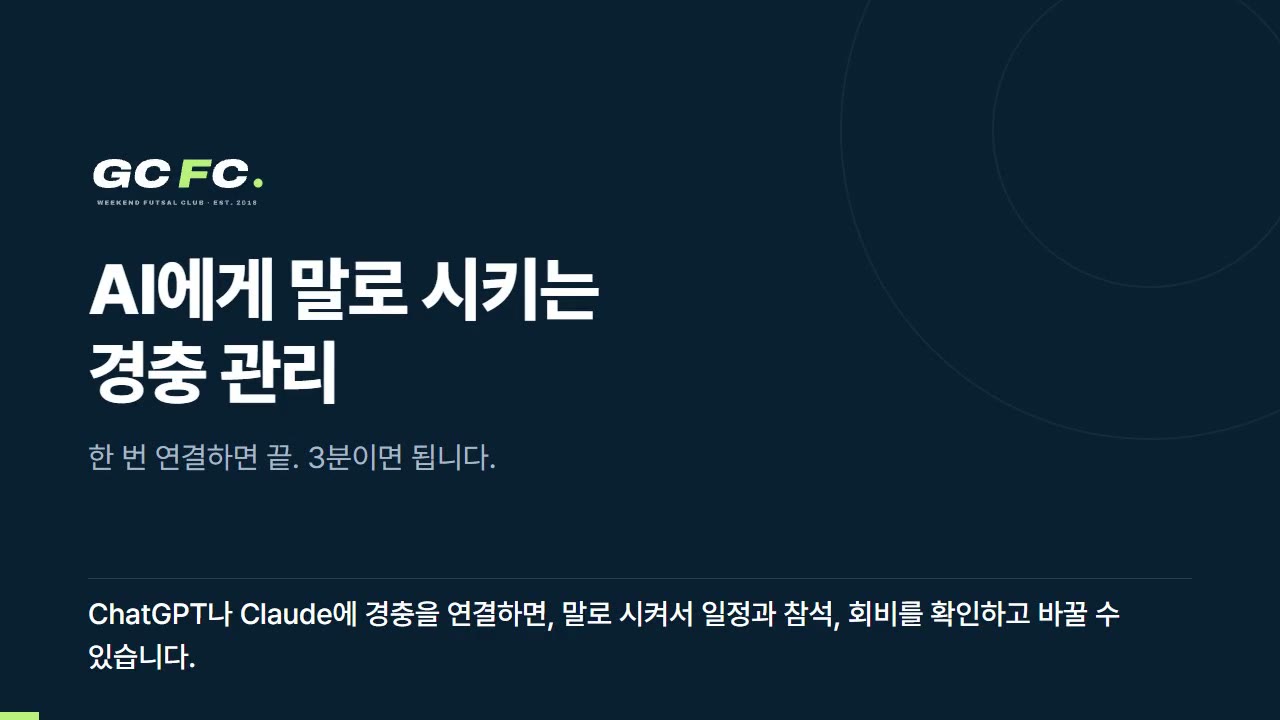 GC FC.
WEEKEND FUTSAL CLUB · EST. 2018
AI에게 말로 시키는
경충 관리
한 번 연결하면 끝. 3분이면 됩니다.
ChatGPT나 Claude에 경충을 연결하면, 말로 시켜서 일정과 참석, 회비를 확인하고 바꿀 수
있습니다.